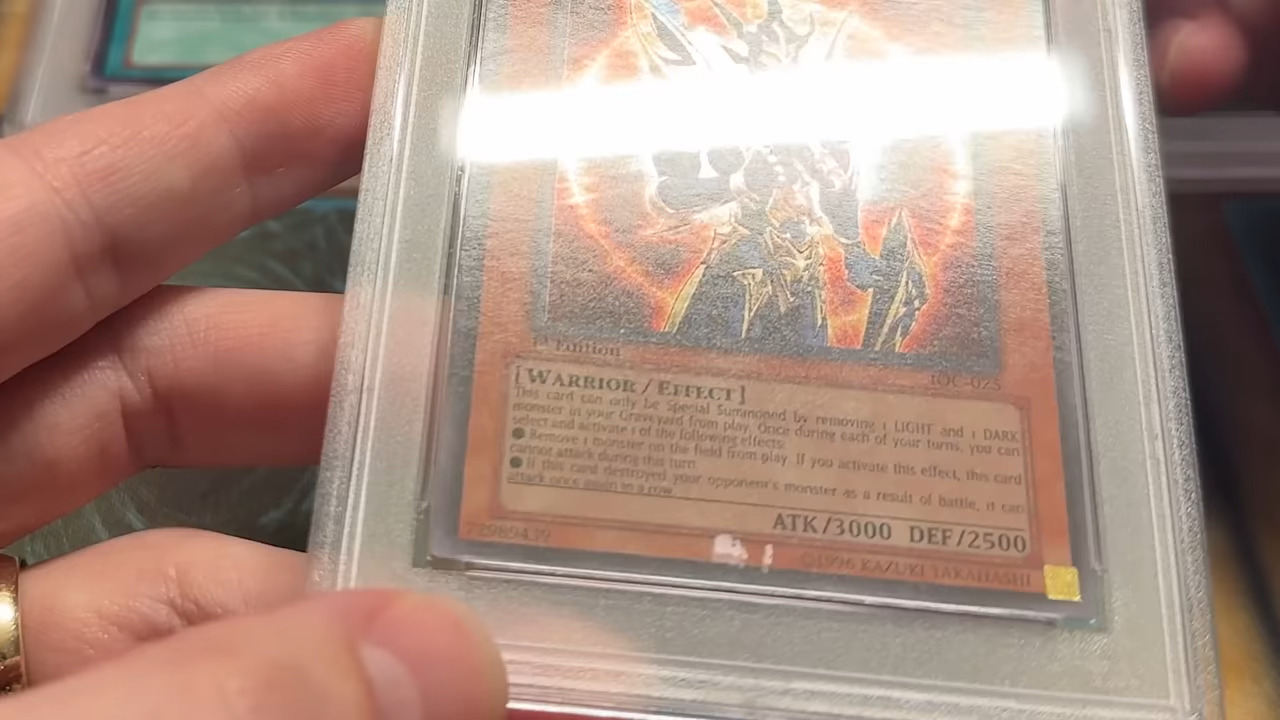 1st Edition
IOC-025
[WARRIOR / EFFECT]
This card can only be Special Summoned by removing 1 LIGHT and 1 DARK
monster in your Graveyard from play. Once during each of your turns, you can
select and activate 1 of the following effects:
● Remove 1 monster on the field from play. If you activate this effect, this card
cannot attack during this turn.
● If this card destroyed your opponent's monster as a result of battle, it can
attack once again in a row.
ATK/3000 DEF/2500
72989439
©1996 KAZUKI TAKAHASHI